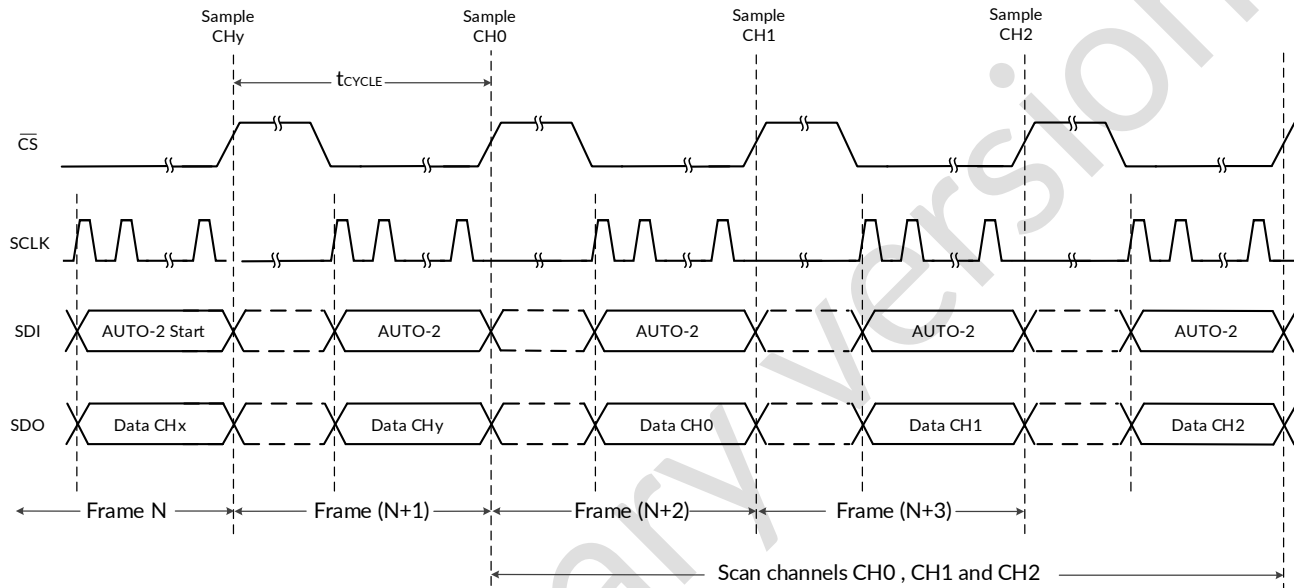 Sample
CHy
Sample
CH0
Sample
CH1
Sample
CH2
tCYCLE
CS
SCLK
SDI
AUTO-2 Start
AUTO-2
AUTO-2
AUTO-2
AUTO-2
SDO
Data CHx
Data CHy
Data CH0
Data CH1
Data CH2
Frame N
Frame (N+1)
Frame (N+2)
Frame (N+3)
Scan channels CH0 , CH1 and CH2
ary version